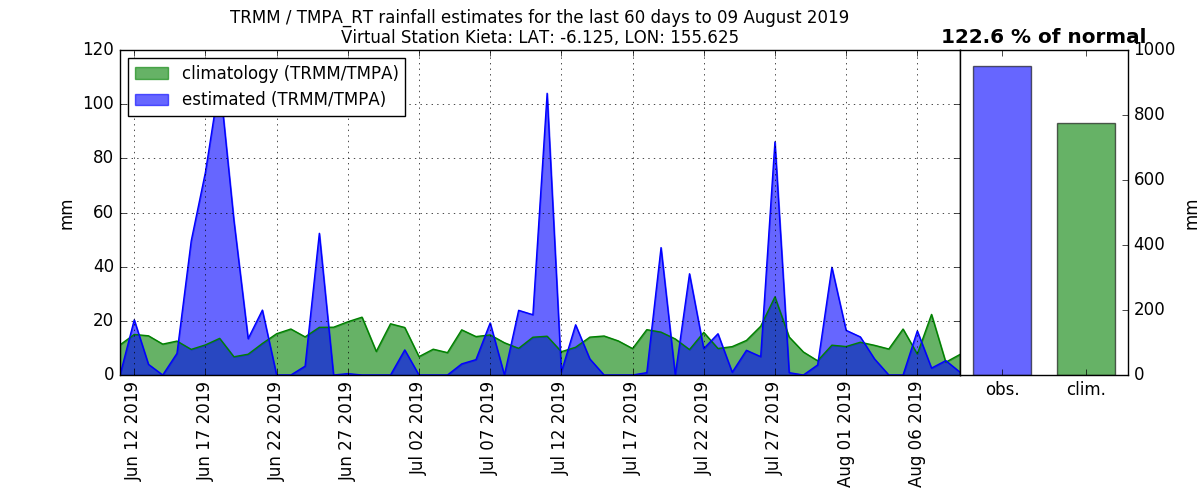 TRMM / TMPA_RT rainfall estimates for the last 60 days to 09 August 2019
Virtual Station Kieta: LAT: -6.125, LON: 155.625
122.6 % of normal
climatology (TRMM/TMPA)
estimated (TRMM/TMPA)
mm
120
100
80
60
40
20
0
Jun 12 2019
Jun 17 2019
Jun 22 2019
Jun 27 2019
Jul 02 2019
Jul 07 2019
Jul 12 2019
Jul 17 2019
Jul 22 2019
Jul 27 2019
Aug 01 2019
Aug 06 2019
obs.
clim.
1000
800
600
400
200
0
mm